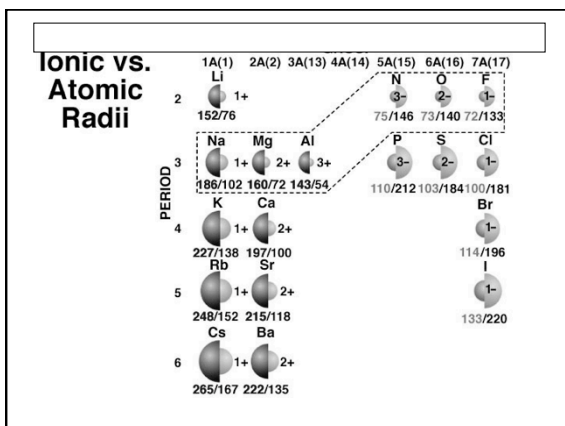 Ionic vs.
Atomic
Radii
1A(1) 2A(2) 3A(13) 4A(14) 5A(15) 6A(16) 7A(17)
Li N O F
2 1+ 3− 2− 1−
152/76 75/146 73/140 72/133
Na Mg Al P S Cl
3 1+ 2+ 3+ 3− 2− 1−
186/102 160/72 143/54 110/212 103/184 100/181
PERIOD
K Ca Br
4 1+ 2+ 1−
227/138 197/100 114/196
Rb Sr I
5 1+ 2+ 1−
248/152 215/118 133/220
Cs Ba
6 1+ 2+
265/167 222/135